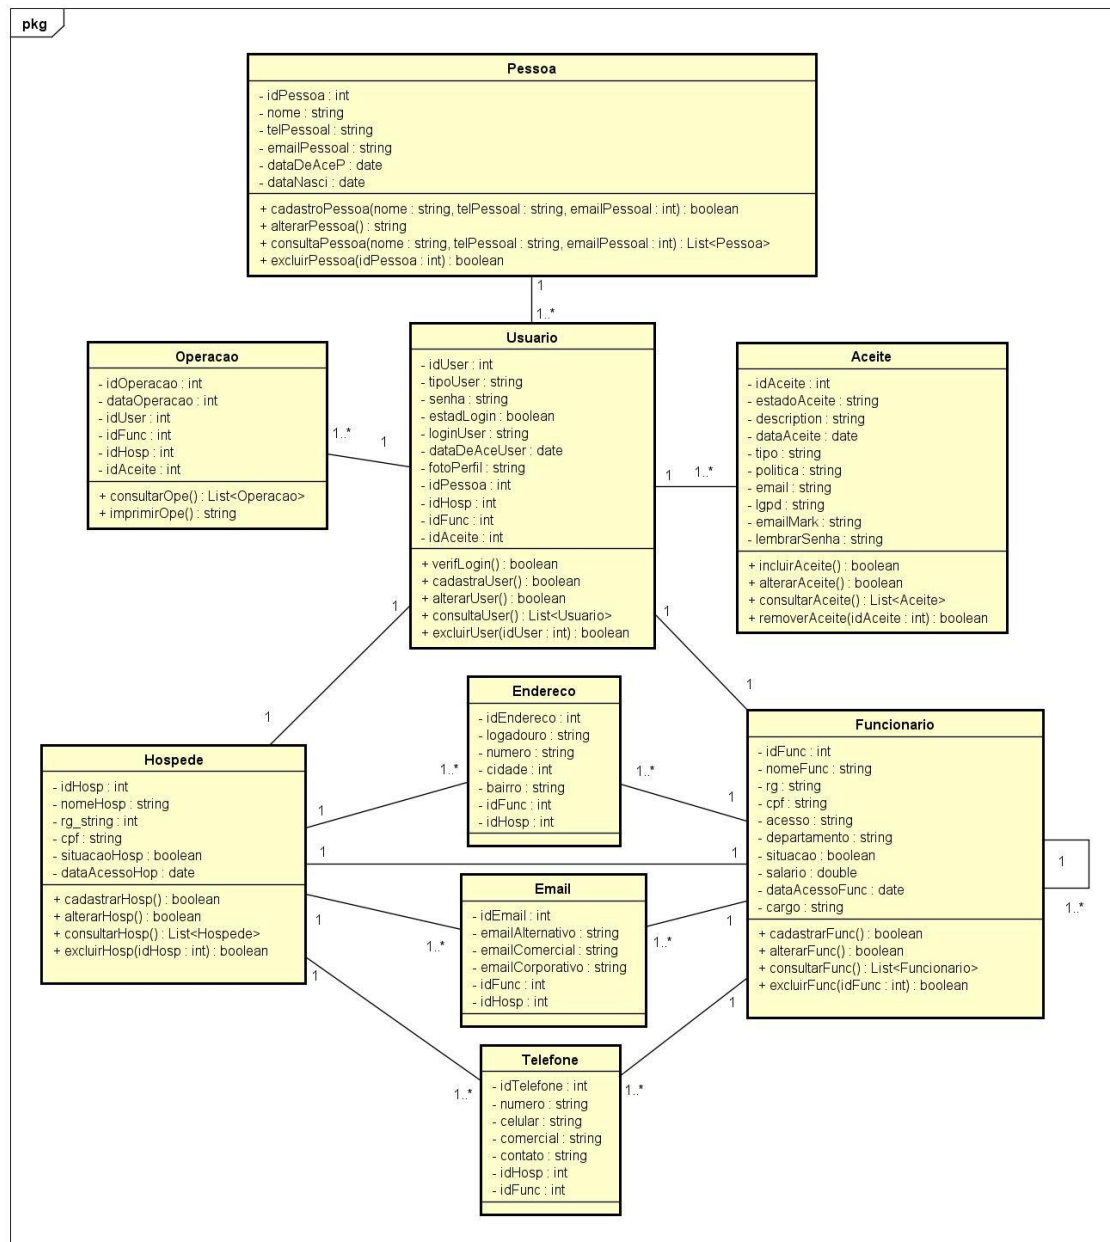 pkg
Pessoa
- idPessoa : int
- nome : string
- telPessoal : string
- emailPessoal : string
- dataDeAceP : date
- dataNasci : date
+ cadastroPessoa(nome : string, telPessoal : string, emailPessoal : int) : boolean
+ alterarPessoa() : string
+ consultaPessoa(nome : string, telPessoal : string, emailPessoal : int) : List<Pessoa>
+ excluirPessoa(idPessoa : int) : boolean
1
1..*
Operacao
- idOperacao : int
- dataOperacao : int
- idUser : int
- idFunc : int
- idHosp : int
- idAceite : int
+ consultarOpe() : List<Operacao>
+ imprimirOpe() : string
1..*
1
Usuario
- idUser : int
- tipoUser : string
- senha : string
- estadLogin : boolean
- loginUser : string
- dataDeAceUser : date
- fotoPerfil : string
- idPessoa : int
- idHosp : int
- idFunc : int
- idAceite : int
+ verifLogin() : boolean
+ cadastraUser() : boolean
+ alterarUser() : boolean
+ consultaUser() : List<Usuario>
+ excluirUser(idUser : int) : boolean
1
1..*
Aceite
- idAceite : int
- estadoAceite : string
- description : string
- dataAceite : date
- tipo : string
- politica : string
- email : string
- lgpd : string
- emailMark : string
- lembrarSenha : string
+ incluirAceite() : boolean
+ alterarAceite() : boolean
+ consultarAceite() : List<Aceite>
+ removerAceite(idAceite : int) : boolean
1
1
1
1
Hospede
- idHosp : int
- nomeHosp : string
- rg_string : int
- cpf : string
- situacaoHosp : boolean
- dataAcessoHop : date
+ cadastrarHosp() : boolean
+ alterarHosp() : boolean
+ consultarHosp() : List<Hospede>
+ excluirHosp(idHosp : int) : boolean
1
1..*
Endereco
- idEndereco : int
- logadouro : string
- numero : string
- cidade : int
- bairro : string
- idFunc : int
- idHosp : int
1..*
1
Funcionario
- idFunc : int
- nomeFunc : string
- rg : string
- cpf : string
- acesso : string
- departamento : string
- situacao : boolean
- salario : double
- dataAcessoFunc : date
- cargo : string
+ cadastrarFunc() : boolean
+ alterarFunc() : boolean
+ consultarFunc() : List<Funcionario>
+ excluirFunc(idFunc : int) : boolean
1
1..*
1
1
1
1..*
Email
- idEmail : int
- emailAlternativo : string
- emailComercial : string
- emailCorporativo : string
- idFunc : int
- idHosp : int
1..*
1
1
1..*
Telefone
- idTelefone : int
- numero : string
- celular : string
- comercial : string
- contato : string
- idHosp : int
- idFunc : int
1..*
1